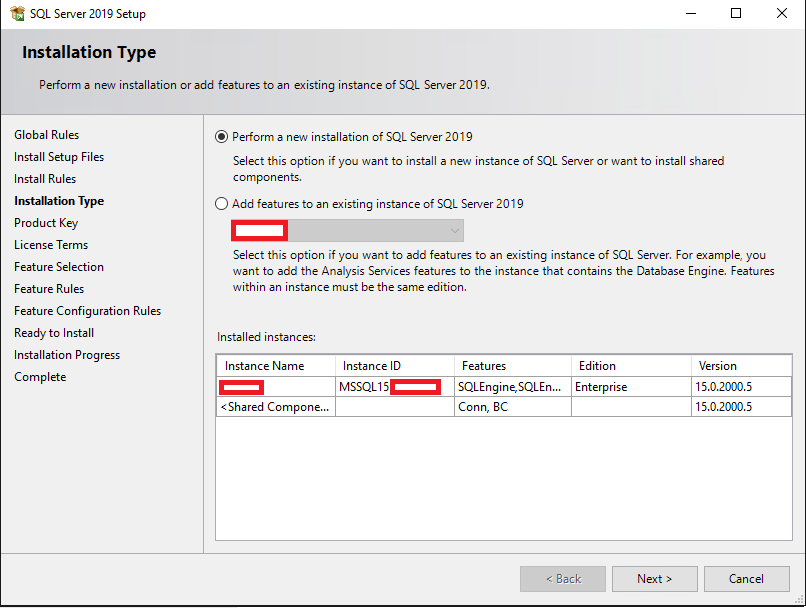 SQL Server 2019 Setup
Installation Type
Perform a new installation or add features to an existing instance of SQL Server 2019.
Global Rules
Install Setup Files
Install Rules
Installation Type
Product Key
License Terms
Feature Selection
Feature Rules
Feature Configuration Rules
Ready to Install
Installation Progress
Complete
Perform a new installation of SQL Server 2019
Select this option if you want to install a new instance of SQL Server or want to install shared
components.
Add features to an existing instance of SQL Server 2019
Select this option if you want to add features to an existing instance of SQL Server. For example, you
want to add the Analysis Services features to the instance that contains the Database Engine. Features
within an instance must be the same edition.
Installed instances:
Instance Name Instance ID Features Edition Version
MSSQL15 SQLEngine,SQLEn... Enterprise 15.0.2000.5
<Shared Compone... Conn, BC 15.0.2000.5
< Back Next > Cancel